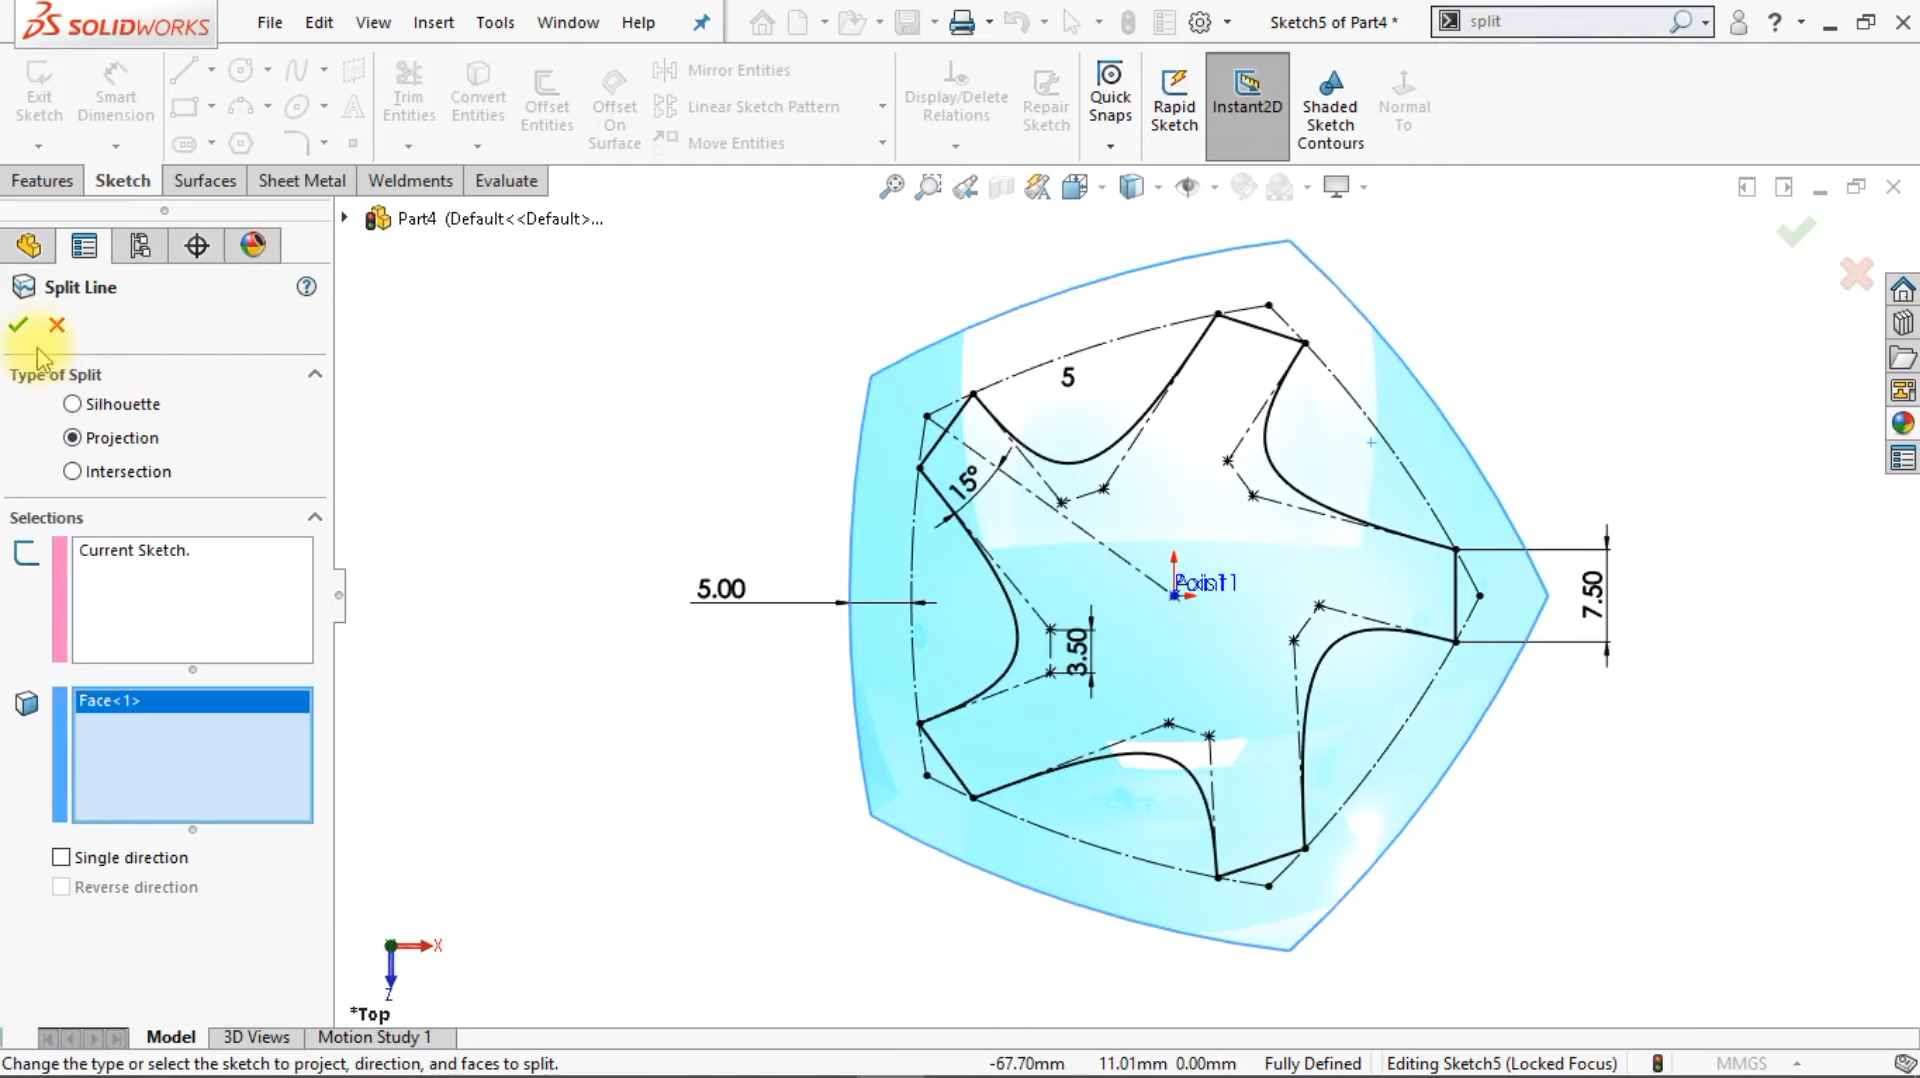 SOLIDWORKS
File Edit View Insert Tools Window Help
Sketch5 of Part4 *
split
Exit Sketch
Smart Dimension
Trim Entities
Convert Entities
Offset Entities
Offset On Surface
Mirror Entities
Linear Sketch Pattern
Move Entities
Display/Delete Relations
Repair Sketch
Quick Snaps
Rapid Sketch
Instant2D
Shaded Sketch Contours
Normal To
Features Sketch Surfaces Sheet Metal Weldments Evaluate
Part4 (Default<<Default>...
Split Line
Type of Split
Silhouette
Projection
Intersection
Selections
Current Sketch.
Face<1>
Single direction
Reverse direction
5
15°
5.00
3.50
7.50
X
Z
*Top
Model 3D Views Motion Study 1
Change the type or select the sketch to project, direction, and faces to split.
-67.70mm 11.01mm 0.00mm Fully Defined Editing Sketch5 (Locked Focus) MMGS